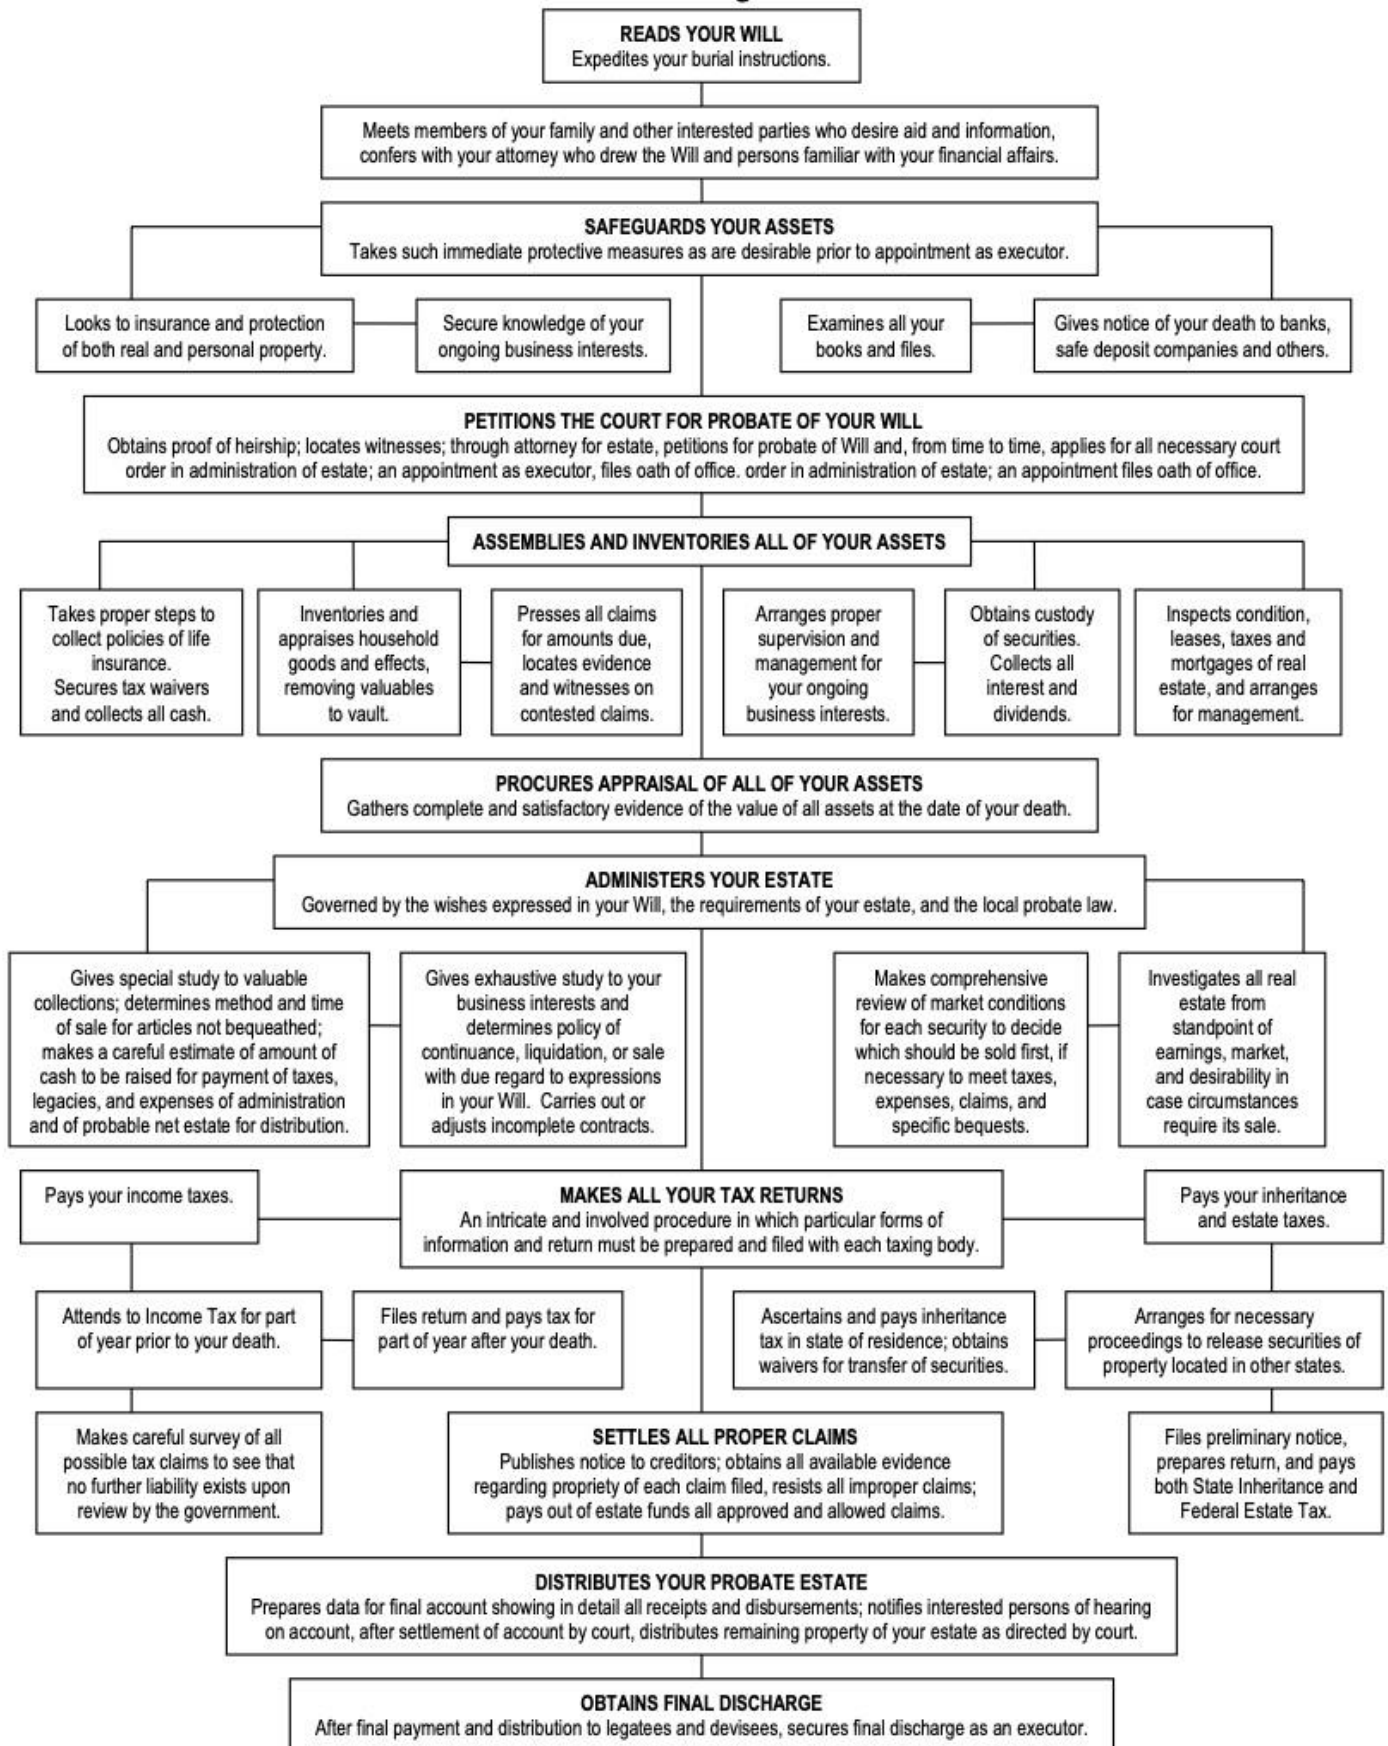 READS YOUR WILL
Expedites your burial instructions.
Meets members of your family and other interested parties who desire aid and information,
confers with your attorney who drew the Will and persons familiar with your financial affairs.
SAFEGUARDS YOUR ASSETS
Takes such immediate protective measures as are desirable prior to appointment as executor.
Looks to insurance and protection
of both real and personal property.
Secure knowledge of your
ongoing business interests.
Examines all your
books and files.
Gives notice of your death to banks,
safe deposit companies and others.
PETITIONS THE COURT FOR PROBATE OF YOUR WILL
Obtains proof of heirship; locates witnesses; through attorney for estate, petitions for probate of Will and, from time to time, applies for all necessary court
order in administration of estate; an appointment as executor, files oath of office. order in administration of estate; an appointment files oath of office.
ASSEMBLIES AND INVENTORIES ALL OF YOUR ASSETS
Takes proper steps to
collect policies of life
insurance.
Secures tax waivers
and collects all cash.
Inventories and
appraises household
goods and effects,
removing valuables
to vault.
Presses all claims
for amounts due,
locates evidence
and witnesses on
contested claims.
Arranges proper
supervision and
management for
your ongoing
business interests.
Obtains custody
of securities.
Collects all
interest and
dividends.
Inspects condition,
leases, taxes and
mortgages of real
estate, and arranges
for management.
PROCURES APPRAISAL OF ALL OF YOUR ASSETS
Gathers complete and satisfactory evidence of the value of all assets at the date of your death.
ADMINISTERS YOUR ESTATE
Governed by the wishes expressed in your Will, the requirements of your estate, and the local probate law.
Gives special study to valuable
collections; determines method and time
of sale for articles not bequeathed;
makes a careful estimate of amount of
cash to be raised for payment of taxes,
legacies, and expenses of administration
and of probable net estate for distribution.
Gives exhaustive study to your
business interests and
determines policy of
continuance, liquidation, or sale
with due regard to expressions
in your Will. Carries out or
adjusts incomplete contracts.
Makes comprehensive
review of market conditions
for each security to decide
which should be sold first, if
necessary to meet taxes,
expenses, claims, and
specific bequests.
Investigates all real
estate from
standpoint of
earnings, market,
and desirability in
case circumstances
require its sale.
Pays your income taxes.
MAKES ALL YOUR TAX RETURNS
An intricate and involved procedure in which particular forms of
information and return must be prepared and filed with each taxing body.
Pays your inheritance
and estate taxes.
Attends to Income Tax for part
of year prior to your death.
Files return and pays tax for
part of year after your death.
Ascertains and pays inheritance
tax in state of residence; obtains
waivers for transfer of securities.
Arranges for necessary
proceedings to release securities of
property located in other states.
Makes careful survey of all
possible tax claims to see that
no further liability exists upon
review by the government.
SETTLES ALL PROPER CLAIMS
Publishes notice to creditors; obtains all available evidence
regarding propriety of each claim filed, resists all improper claims;
pays out of estate funds all approved and allowed claims.
Files preliminary notice,
prepares return, and pays
both State Inheritance and
Federal Estate Tax.
DISTRIBUTES YOUR PROBATE ESTATE
Prepares data for final account showing in detail all receipts and disbursements; notifies interested persons of hearing
on account, after settlement of account by court, distributes remaining property of your estate as directed by court.
OBTAINS FINAL DISCHARGE
After final payment and distribution to legatees and devisees, secures final discharge as an executor.